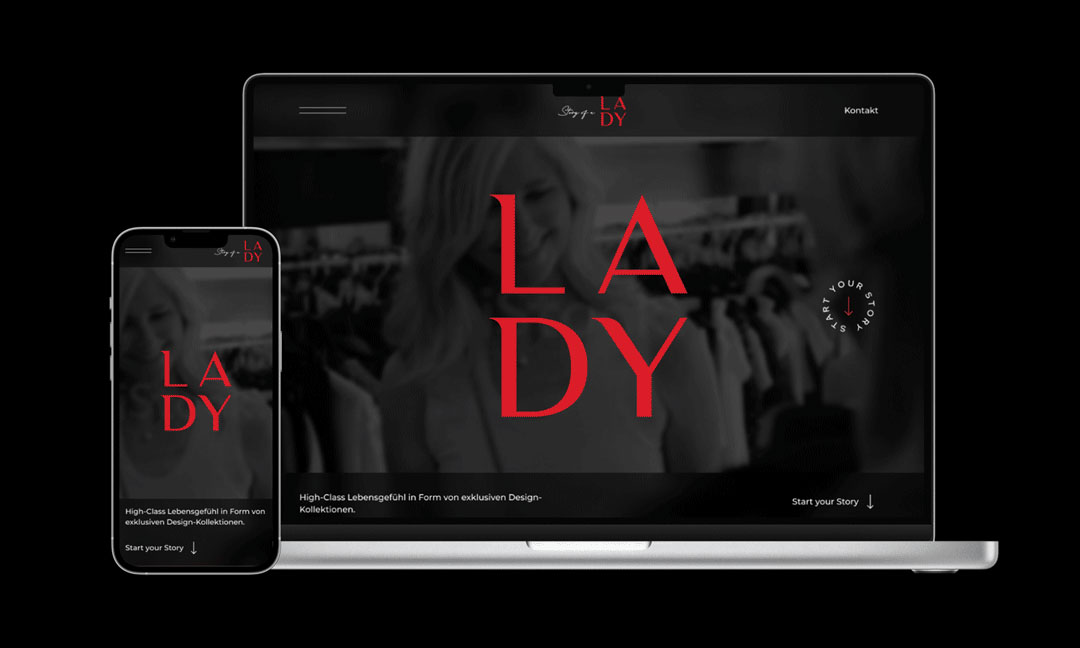 Story of a
LA
DY
Kontakt
LA
DY
START YOUR STORY
High-Class Lebensgefühl in Form von exklusiven Design-
Kollektionen.
Start your Story
Story of a
LA
DY
LA
DY
High-Class Lebensgefühl in Form von
exklusiven Design-Kollektionen.
Start your Story